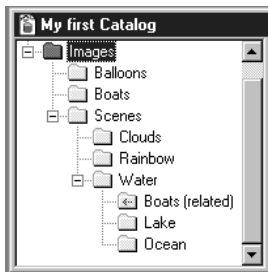 My first Catalog
Images
Balloons
Boats
Scenes
Clouds
Rainbow
Water
Boats (related)
Lake
Ocean